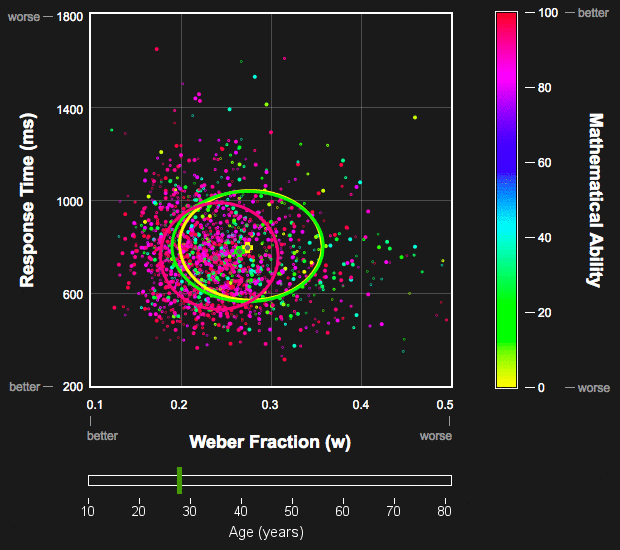 worse
1800
1400
1000
600
better
200
Response Time (ms)
0.1
0.2
0.3
0.4
0.5
better
worse
Weber Fraction (w)
10
20
30
40
50
60
70
80
Age (years)
100
better
80
60
40
20
0
worse
Mathematical Ability